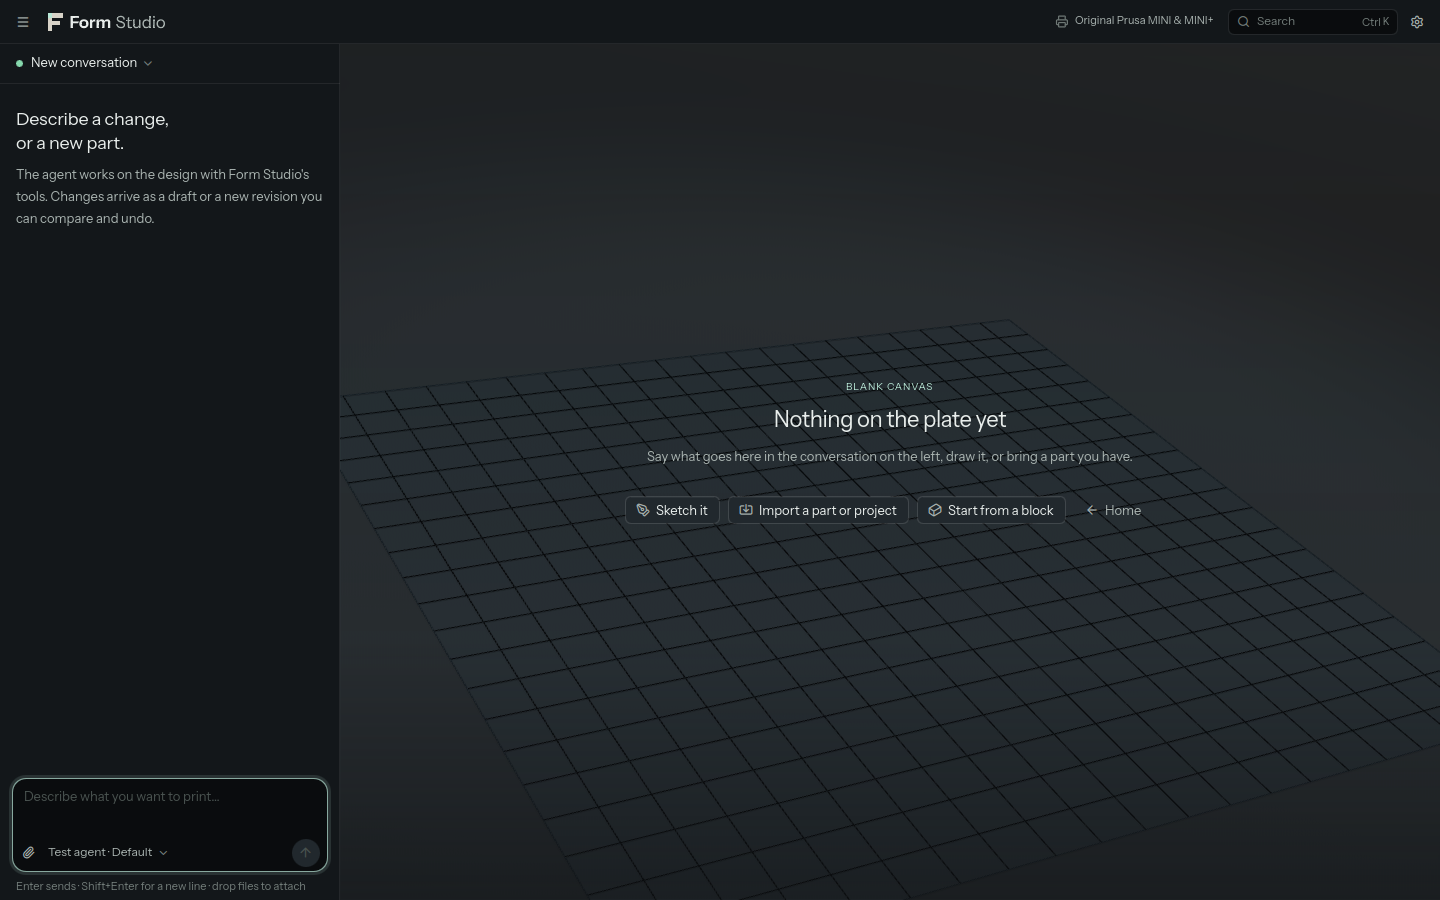 Form Studio
Original Prusa MINI & MINI+
Search
Ctrl K
New conversation
Describe a change,
or a new part.
The agent works on the design with Form Studio's
tools. Changes arrive as a draft or a new revision you
can compare and undo.
BLANK CANVAS
Nothing on the plate yet
Say what goes here in the conversation on the left, draw it, or bring a part you have.
Sketch it
Import a part or project
Start from a block
Home
Describe what you want to print...
Test agent · Default
Enter sends · Shift+Enter for a new line · drop files to attach